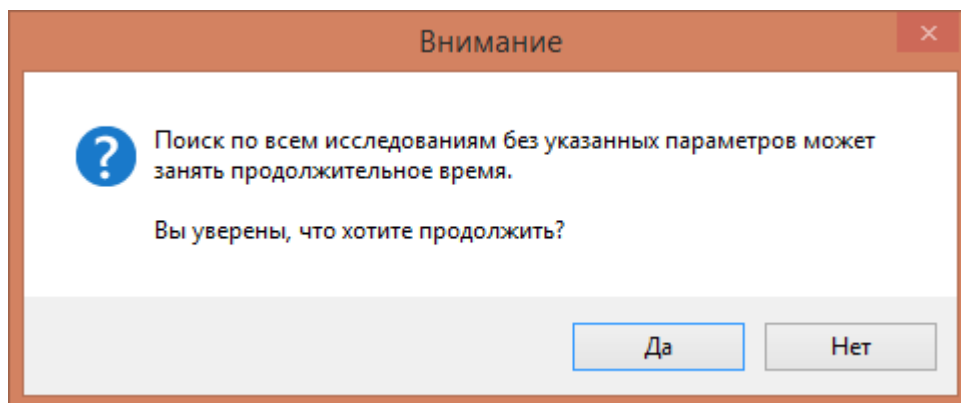 Внимание
Поиск по всем исследованиям без указанных параметров может
занять продолжительное время.
Вы уверены, что хотите продолжить?
Да
Нет